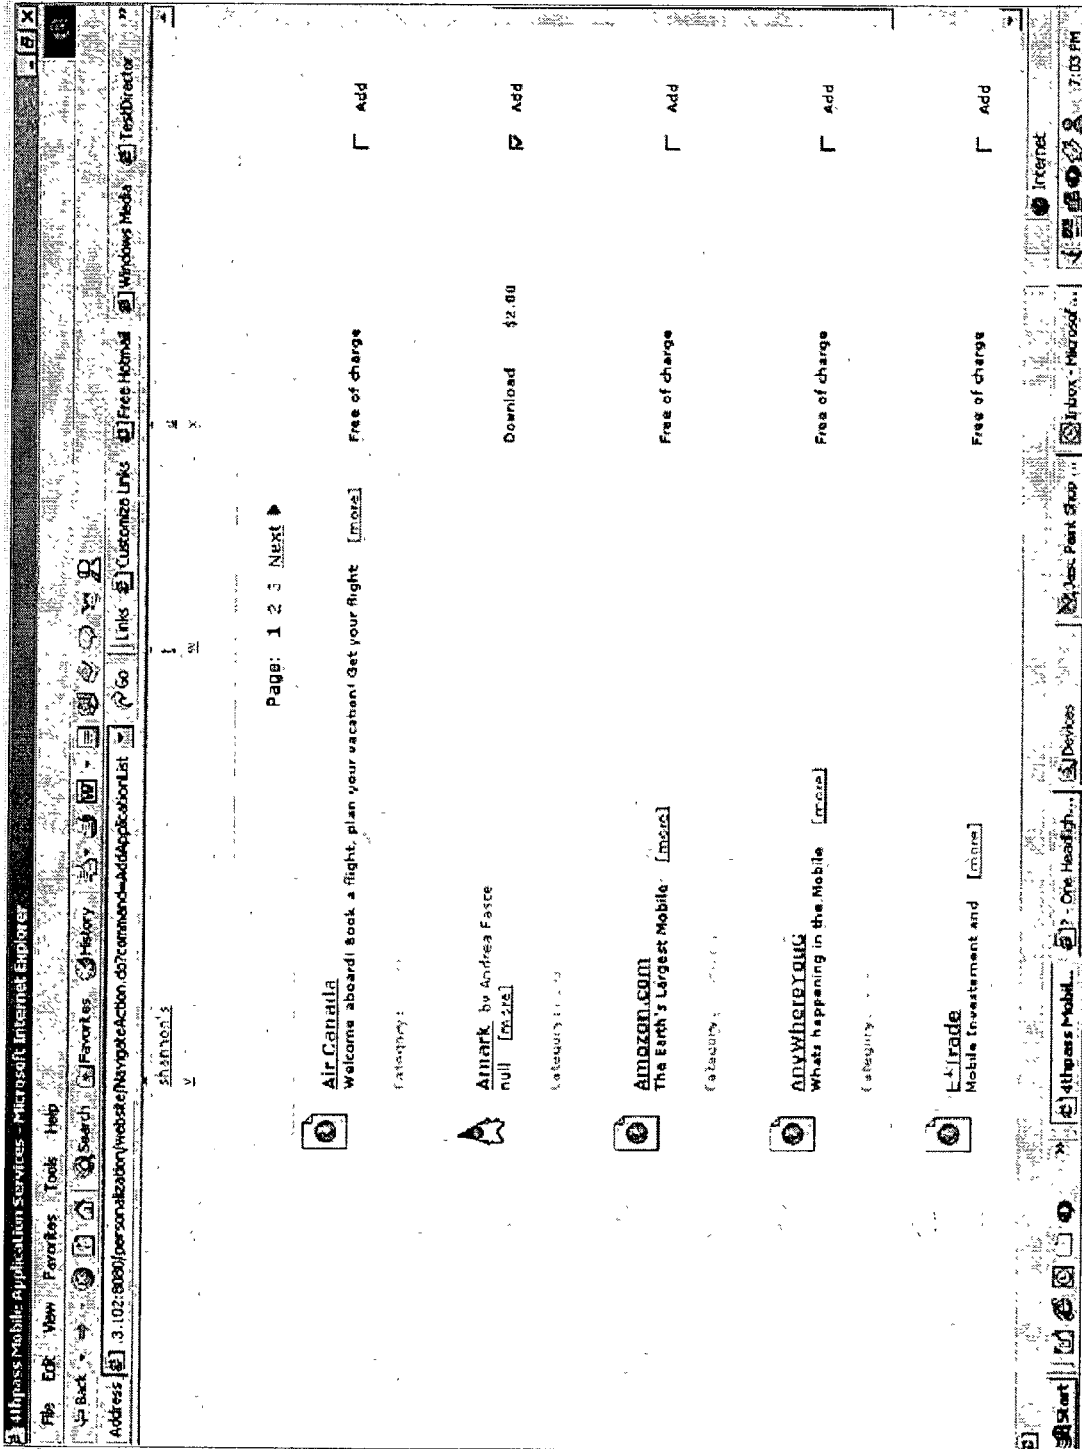 4thpass Mobile Application Services - Microsoft Internet Explorer
File Edit View Favorites Tools Help
Back Search Favorites History
Address .3.102:8080/personalization/website/NavigateAction.do?command=AddApplicationList Go Links Customize Links Free Hotmail Windows Media TestDirector
shannon's
Page: 1 2 3 Next
Air Canada
Welcome aboard! Book a flight, plan your vacation! Get your flight [more]
Free of charge
Add
Category:
Amark by Andrea Fasce
null [more]
Download $2.00
Add
Category:
Amozon.com
The Earth's Largest Mobile [more]
Free of charge
Add
Category:
AnyWhereYouG
Whats happening in the Mobile [more]
Free of charge
Add
Category:
E*Trade
Mobile Investement and [more]
Free of charge
Add
Internet
Start 4thpass Mobil... ? - One Headligh... Devices Jasc Paint Shop ... Inbox - Microsof... 7:03 PM